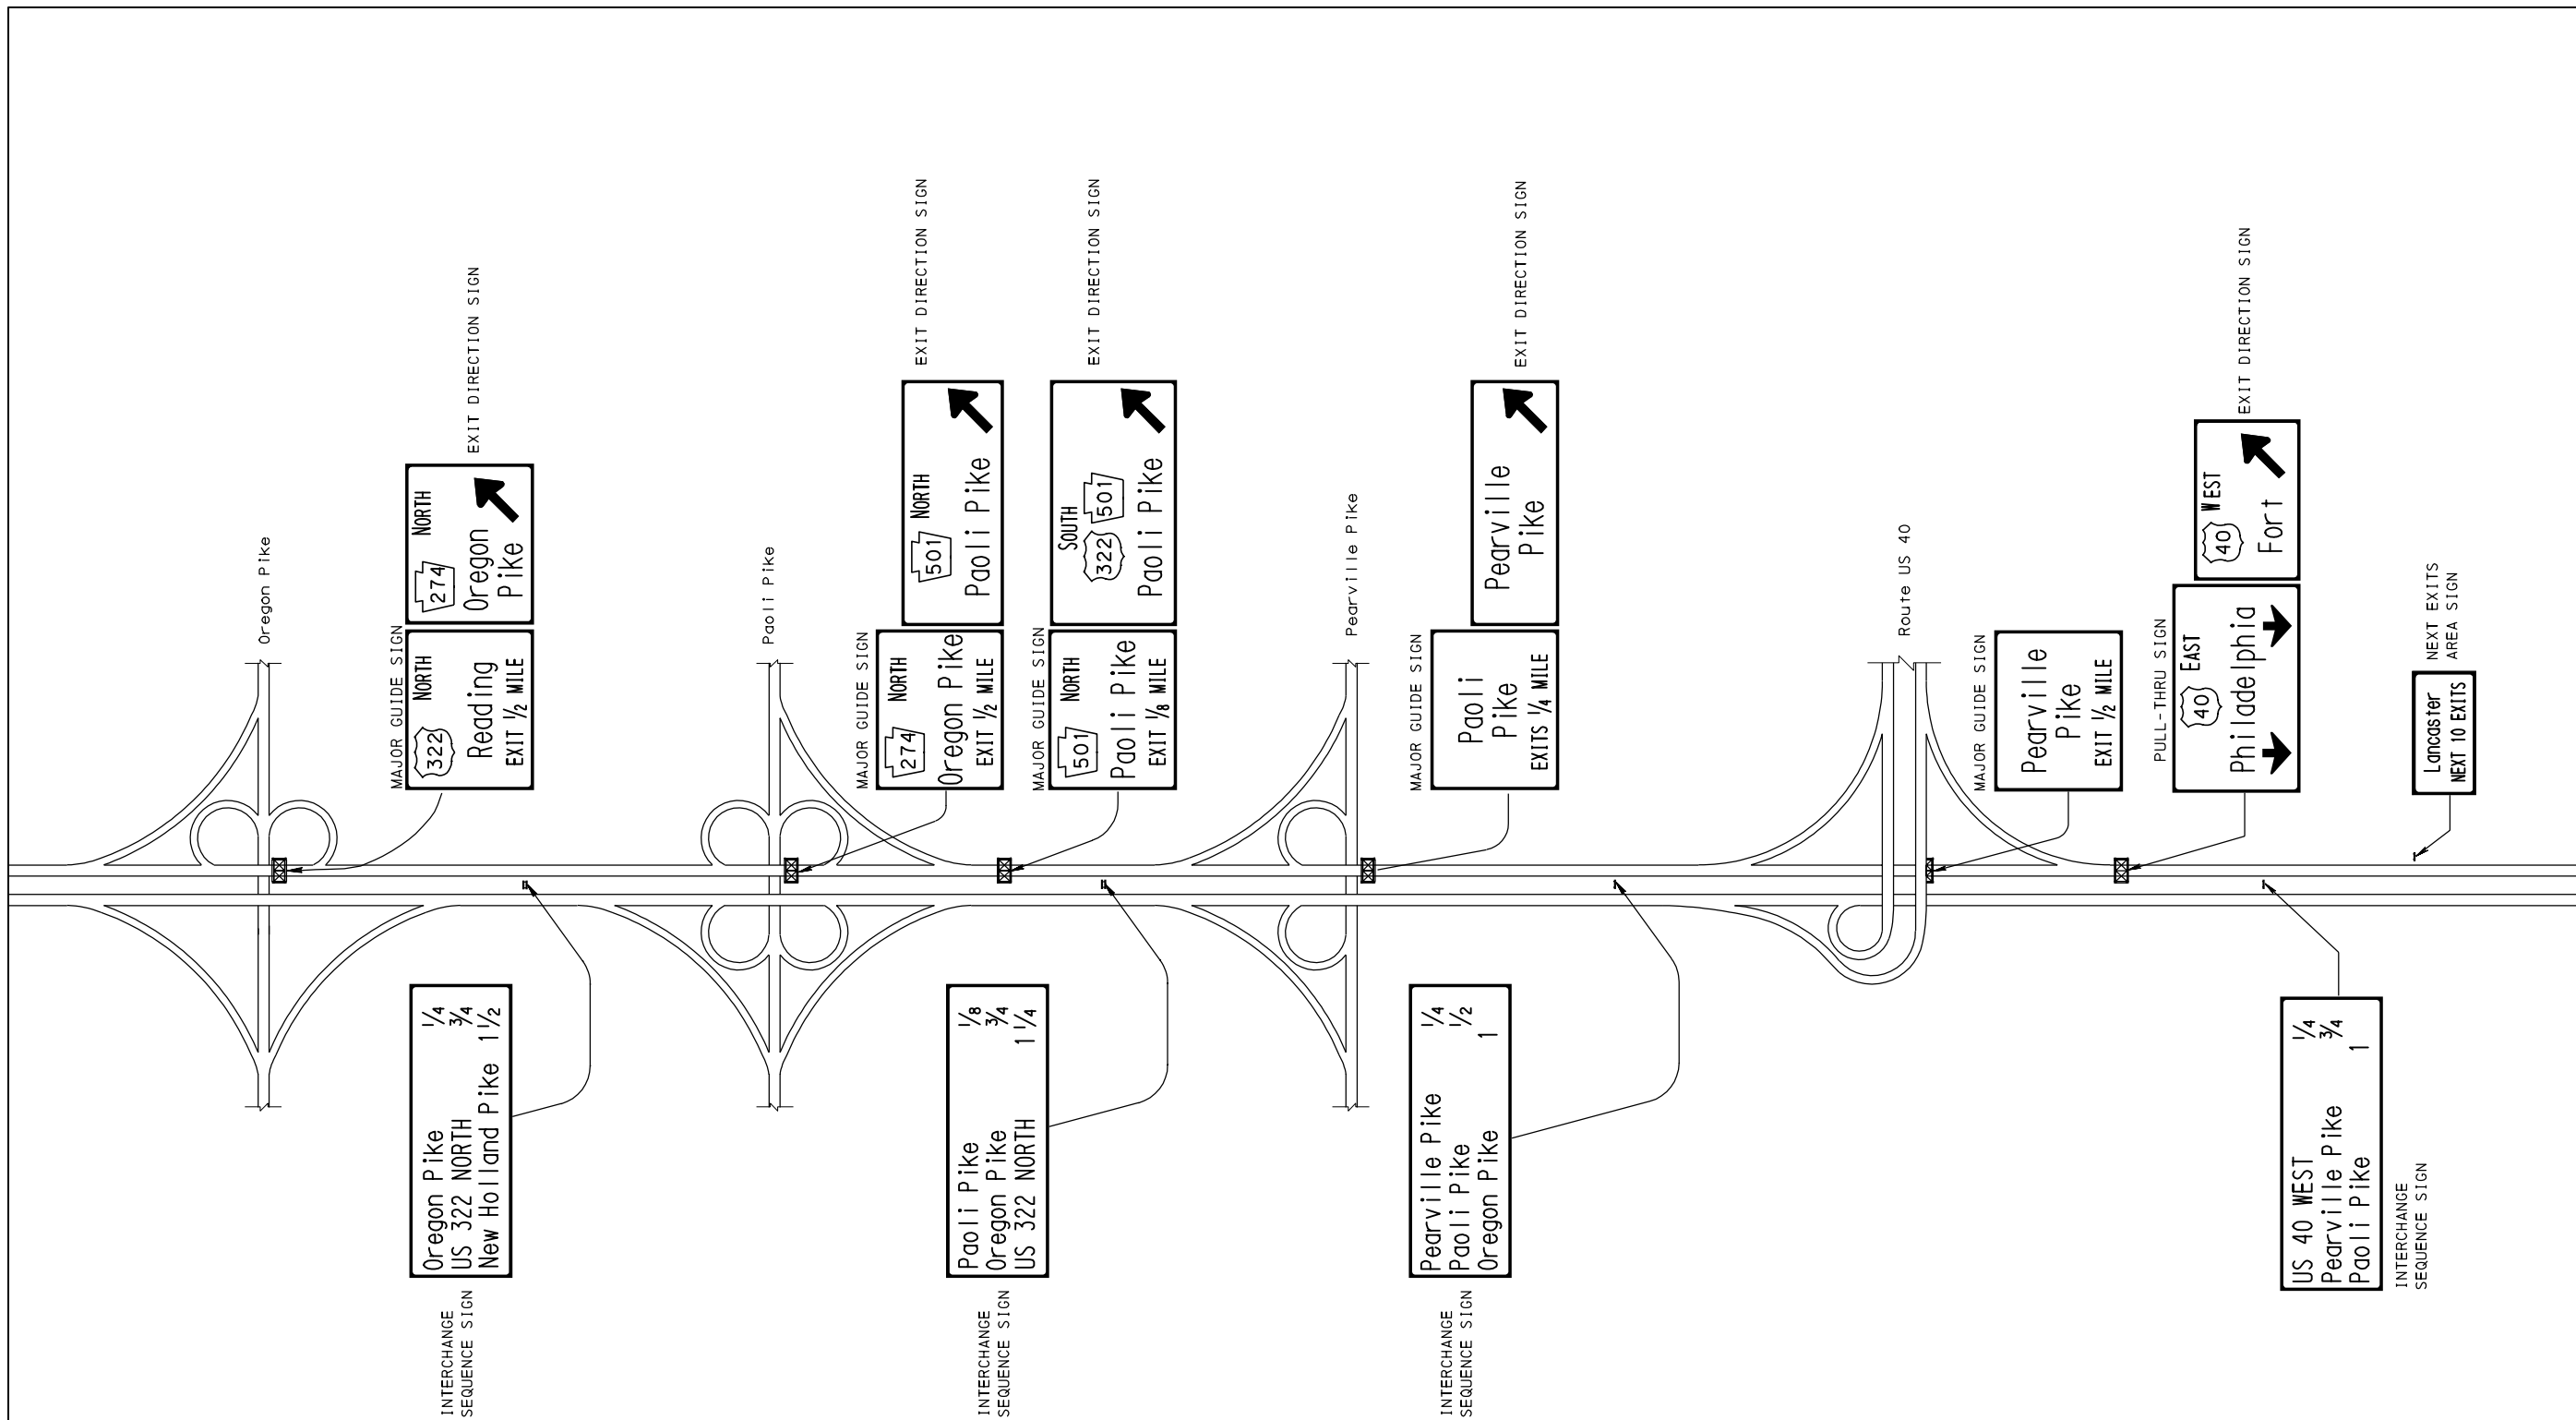 Oregon Pike
MAJOR GUIDE SIGN
322 NORTH
Reading
EXIT 1/2 MILE
274 NORTH
Oregon
Pike
EXIT DIRECTION SIGN
INTERCHANGE
SEQUENCE SIGN
Oregon Pike 1/4
US 322 NORTH 3/4
New Holland Pike 1 1/2
Paoli Pike
MAJOR GUIDE SIGN
274 NORTH
Oregon Pike
EXIT 1/2 MILE
501 NORTH
Paoli Pike
EXIT DIRECTION SIGN
MAJOR GUIDE SIGN
501 NORTH
Paoli Pike
EXIT 1/8 MILE
SOUTH
322 501
Paoli Pike
EXIT DIRECTION SIGN
INTERCHANGE
SEQUENCE SIGN
Paoli Pike 1/8
Oregon Pike 3/4
US 322 NORTH 1 1/4
Pearville Pike
MAJOR GUIDE SIGN
Paoli
Pike
EXITS 1/4 MILE
Pearville
Pike
EXIT DIRECTION SIGN
INTERCHANGE
SEQUENCE SIGN
Pearville Pike 1/4
Paoli Pike 1/2
Oregon Pike 1
Route US 40
MAJOR GUIDE SIGN
Pearville
Pike
EXIT 1/2 MILE
PULL-THRU SIGN
40 EAST
Philadelphia
40 WEST
Fort
EXIT DIRECTION SIGN
Lancaster
NEXT 10 EXITS
NEXT EXITS
AREA SIGN
US 40 WEST 1/4
Pearville Pike 3/4
Paoli Pike 1
INTERCHANGE
SEQUENCE SIGN